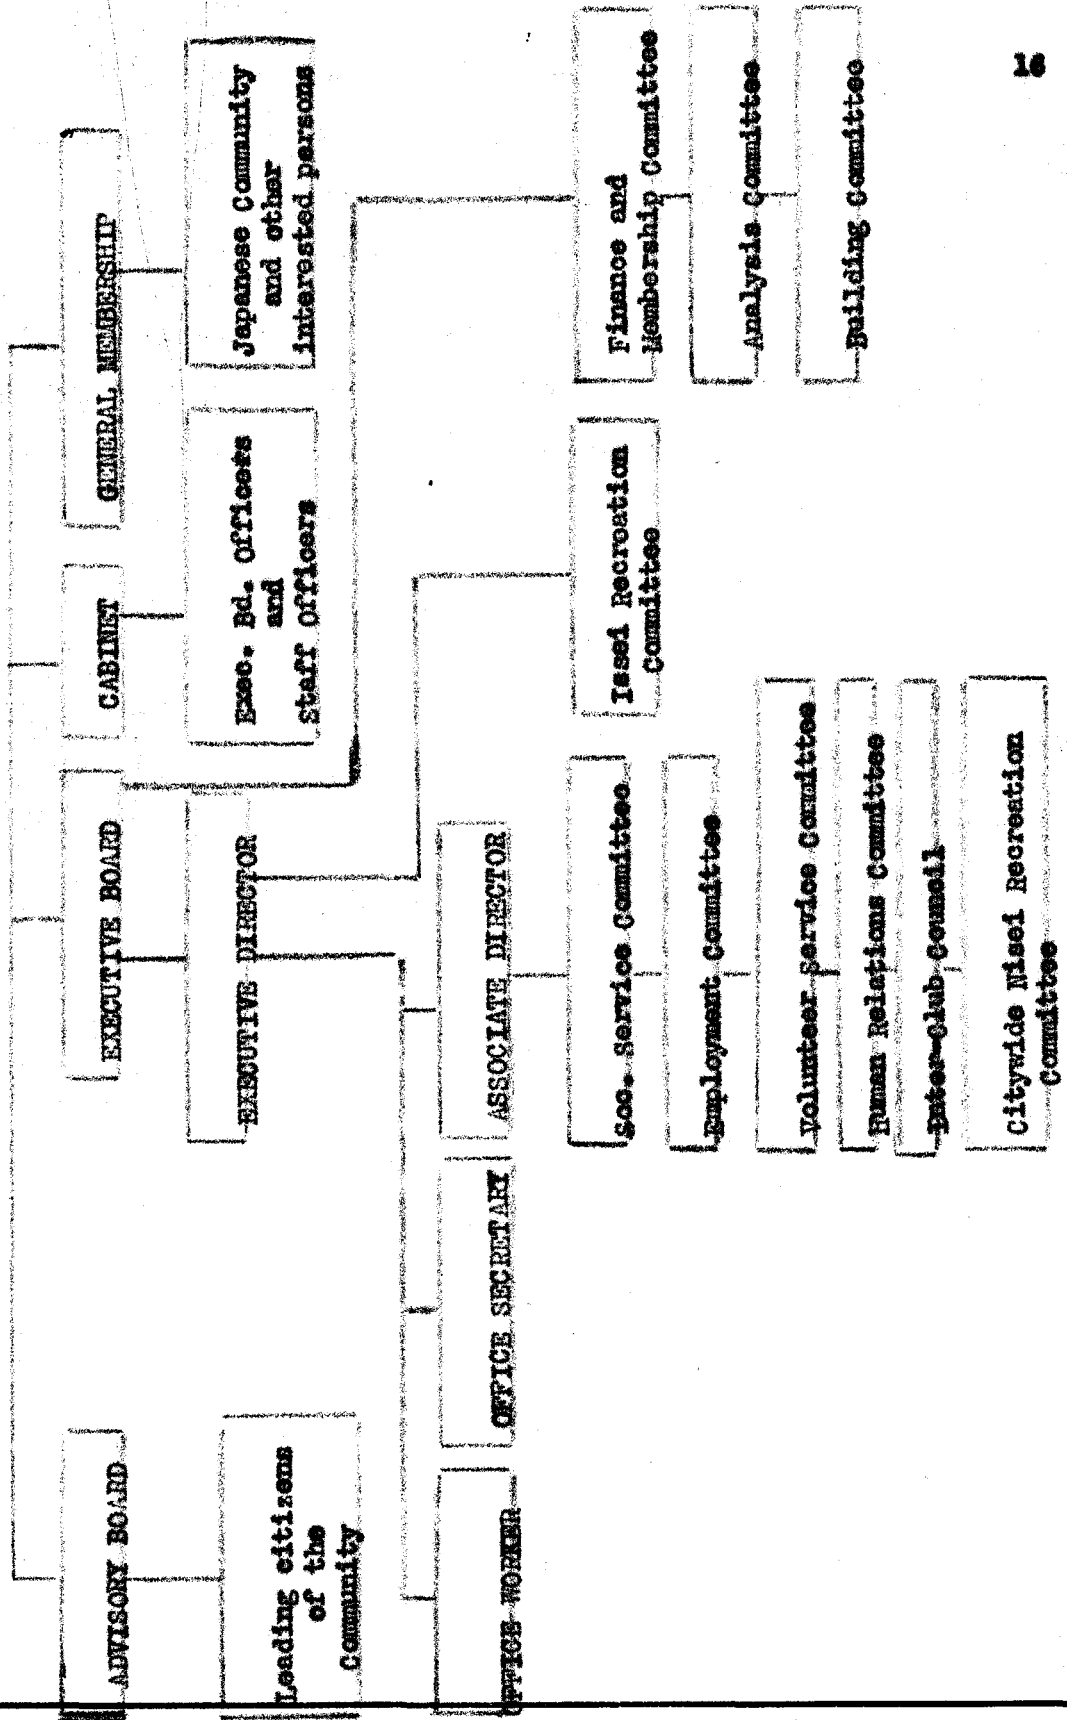 16
ADVISORY BOARD
EXECUTIVE BOARD
CABINET
GENERAL MEMBERSHIP
Leading citizens
of the
Community
EXECUTIVE DIRECTOR
Exec. Bd. Officers
and
Staff Officers
Japanese Community
and other
interested persons
OFFICE WORKER
OFFICE SECRETARY
ASSOCIATE DIRECTOR
Soc. Service Committee
Employment Committee
Volunteer Service Committee
Human Relations Committee
Inter-Club Council
Citywide Nisei Recreation
Committee
Issei Recreation
Committee
Finance and
Membership Committee
Analysis Committee
Building Committee